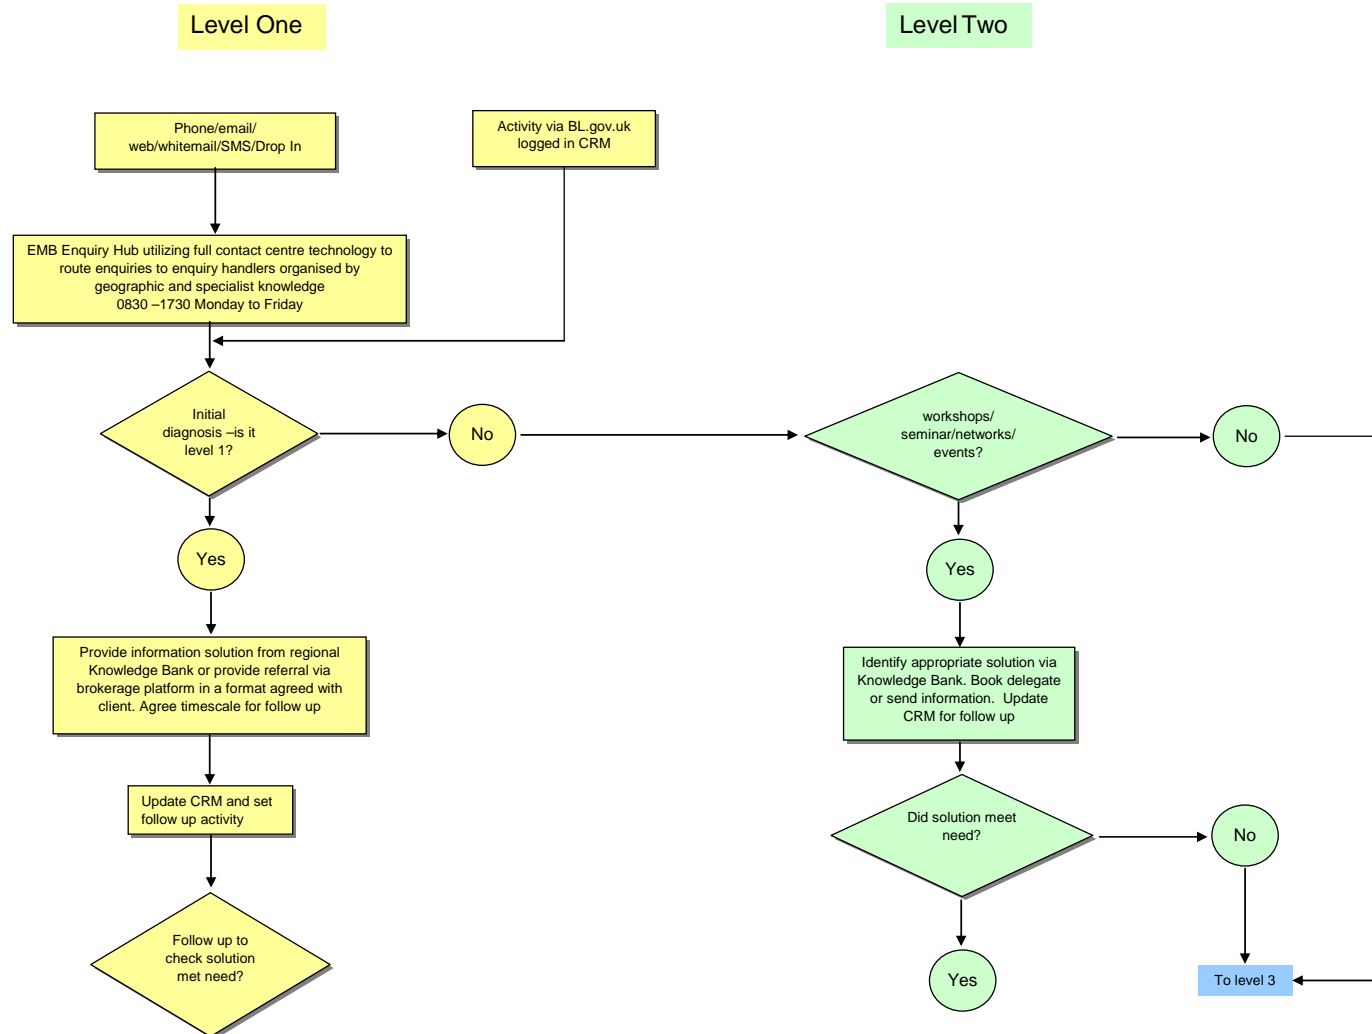 Level One
Level Two
Phone/email/
web/whitemail/SMS/Drop In
Activity via BL.gov.uk
logged in CRM
EMB Enquiry Hub utilizing full contact centre technology to
route enquiries to enquiry handlers organised by
geographic and specialist knowledge
0830 –1730 Monday to Friday
Initial
diagnosis –is it
level 1?
No
workshops/
seminar/networks/
events?
No
Yes
Yes
Provide information solution from regional
Knowledge Bank or provide referral via
brokerage platform in a format agreed with
client. Agree timescale for follow up
Identify appropriate solution via
Knowledge Bank. Book delegate
or send information.  Update
CRM for follow up
Update CRM and set
follow up activity
Did solution meet
need?
No
Follow up to
check solution
met need?
Yes
To level 3